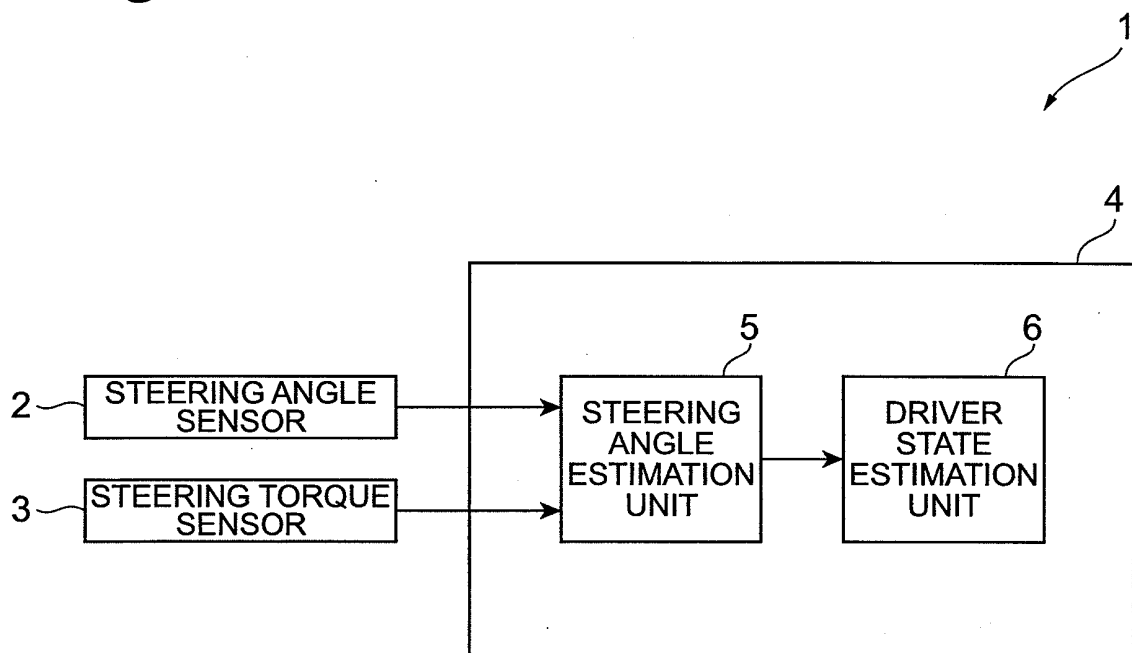 1
4
5
6
2
STEERING ANGLE
SENSOR
3
STEERING TORQUE
SENSOR
STEERING
ANGLE
ESTIMATION
UNIT
DRIVER
STATE
ESTIMATION
UNIT